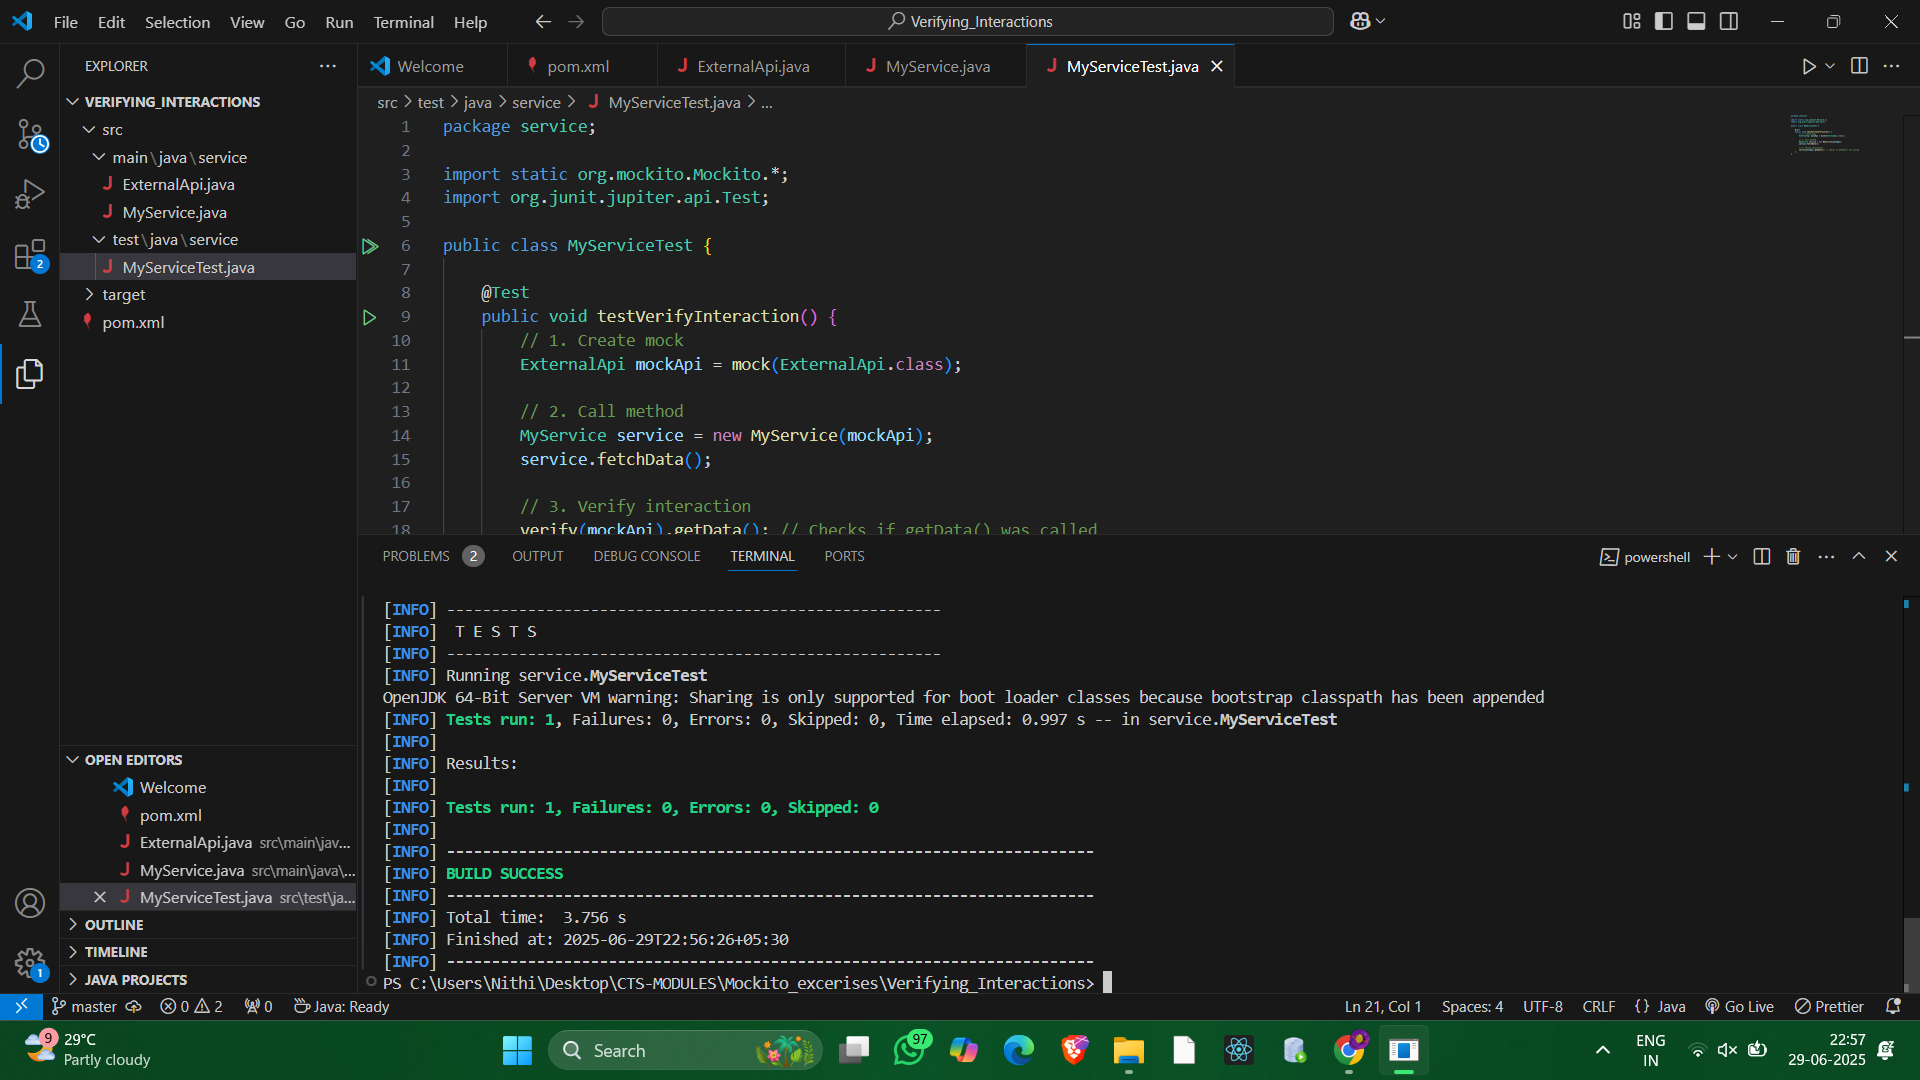 File Edit Selection View Go Run Terminal Help
Verifying_Interactions
EXPLORER
VERIFYING_INTERACTIONS
src
main\java\service
ExternalApi.java
MyService.java
test\java\service
MyServiceTest.java
target
pom.xml
OPEN EDITORS
Welcome
pom.xml
ExternalApi.java src\main\jav...
MyService.java src\main\java\...
MyServiceTest.java src\test\ja...
OUTLINE
TIMELINE
JAVA PROJECTS
2
1
Welcome pom.xml ExternalApi.java MyService.java MyServiceTest.java
src > test > java > service > MyServiceTest.java > ...
1 package service;
2
3 import static org.mockito.Mockito.*;
4 import org.junit.jupiter.api.Test;
5
6 public class MyServiceTest {
7
8 @Test
9 public void testVerifyInteraction() {
10 // 1. Create mock
11 ExternalApi mockApi = mock(ExternalApi.class);
12
13 // 2. Call method
14 MyService service = new MyService(mockApi);
15 service.fetchData();
16
17 // 3. Verify interaction
18 verify(mockApi).getData(); // Checks if getData() was called
PROBLEMS 2 OUTPUT DEBUG CONSOLE TERMINAL PORTS
powershell
[INFO] -------------------------------------------------------
[INFO]  T E S T S
[INFO] -------------------------------------------------------
[INFO] Running service.MyServiceTest
OpenJDK 64-Bit Server VM warning: Sharing is only supported for boot loader classes because bootstrap classpath has been appended
[INFO] Tests run: 1, Failures: 0, Errors: 0, Skipped: 0, Time elapsed: 0.997 s -- in service.MyServiceTest
[INFO]
[INFO] Results:
[INFO]
[INFO] Tests run: 1, Failures: 0, Errors: 0, Skipped: 0
[INFO]
[INFO] ------------------------------------------------------------------------
[INFO] BUILD SUCCESS
[INFO] ------------------------------------------------------------------------
[INFO] Total time:  3.756 s
[INFO] Finished at: 2025-06-29T22:56:26+05:30
[INFO] ------------------------------------------------------------------------
PS C:\Users\Nithi\Desktop\CTS-MODULES\Mockito_excerises\Verifying_Interactions>
master 0 2 0 Java: Ready
Ln 21, Col 1 Spaces: 4 UTF-8 CRLF {} Java Go Live Prettier
9
29°C
Partly cloudy
Search
97
ENG
IN
22:57
29-06-2025